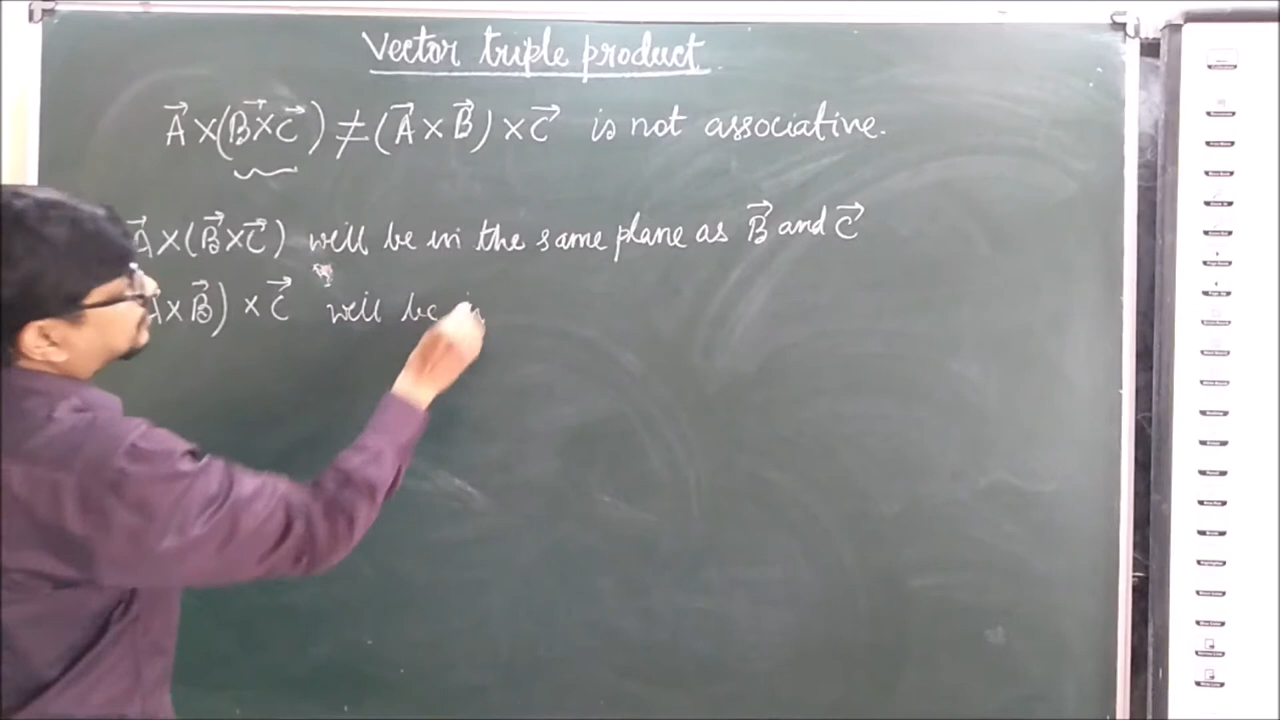 Vector triple product
A⃗ × (B⃗ × C⃗) ≠ (A⃗ × B⃗) × C⃗ is not associative.
A⃗ × (B⃗ × C⃗) will be in the same plane as B⃗ and C⃗
A × B⃗) × C⃗ will be